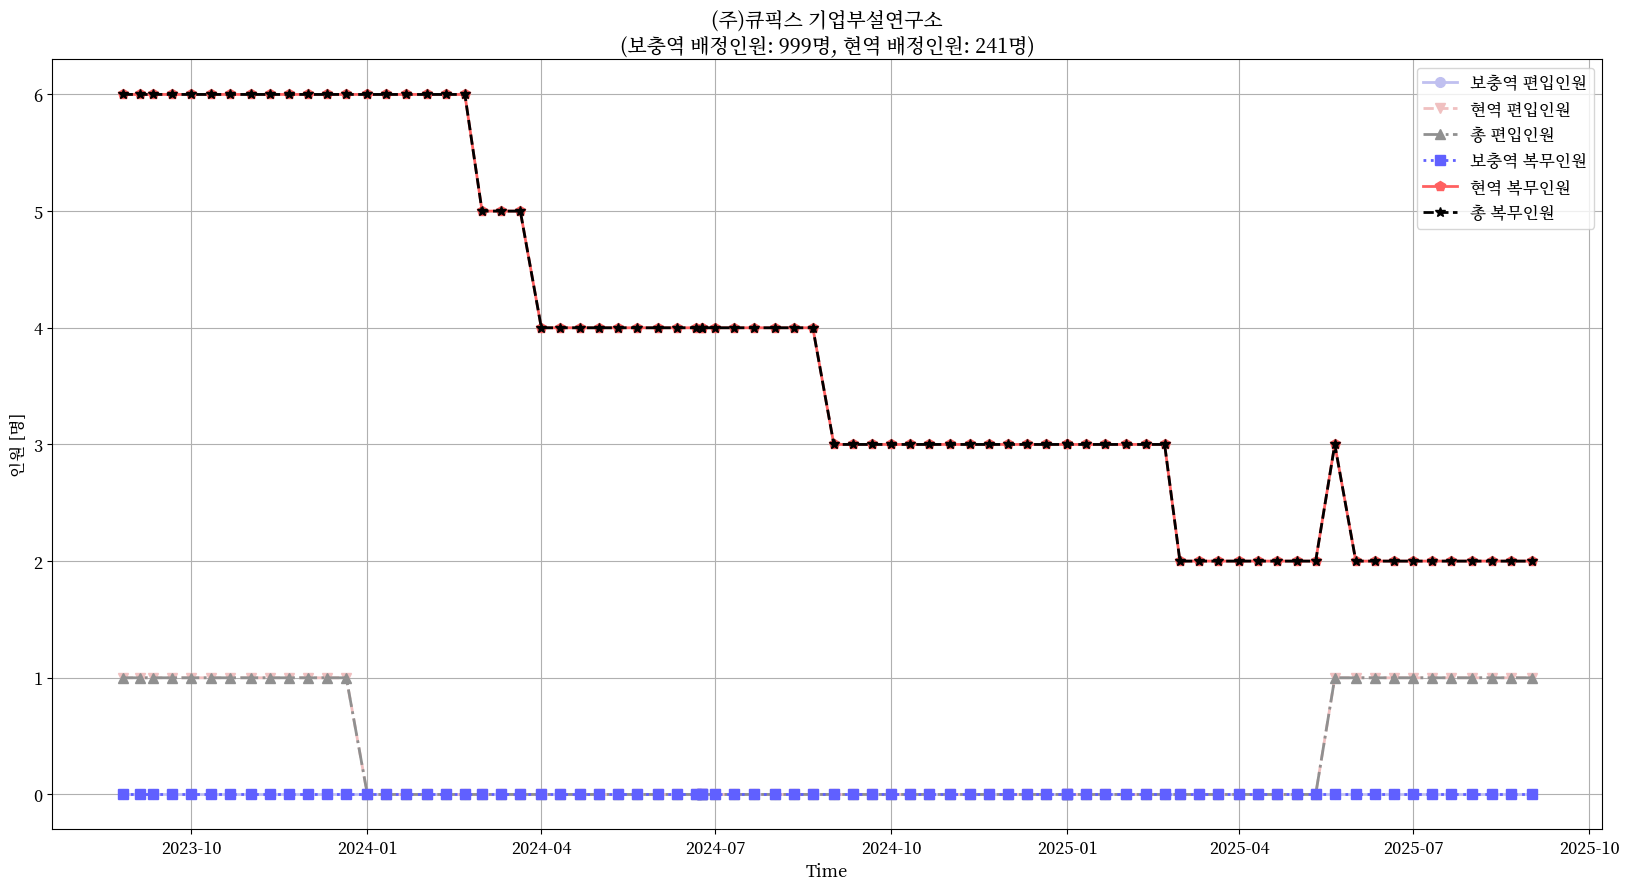 (주)큐픽스 기업부설연구소
(보충역 배정인원: 999명, 현역 배정인원: 241명)
보충역 편입인원
현역 편입인원
총 편입인원
보충역 복무인원
현역 복무인원
총 복무인원
인원 [명]
6
5
4
3
2
1
0
2023-10
2024-01
2024-04
2024-07
2024-10
2025-01
2025-04
2025-07
2025-10
Time